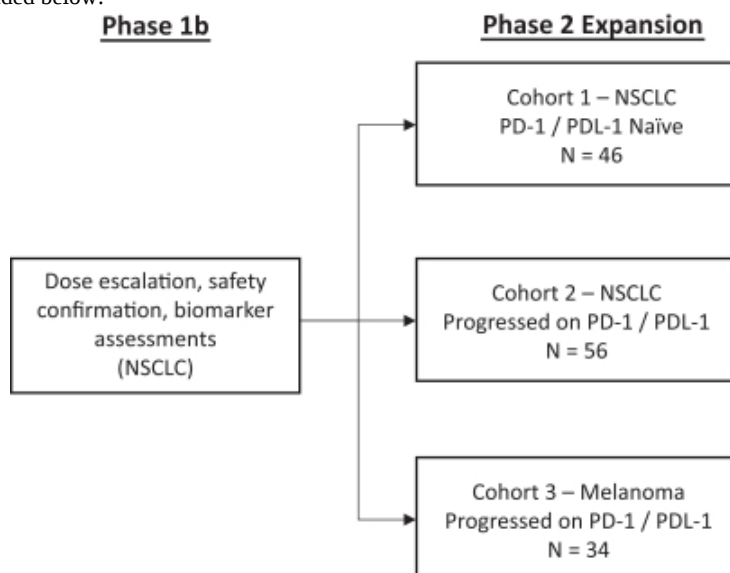 Phase 1b
Phase 2 Expansion
Cohort 1 – NSCLC
PD-1 / PDL-1 Naïve
N = 46
Dose escalation, safety
confirmation, biomarker
assessments
(NSCLC)
Cohort 2 – NSCLC
Progressed on PD-1 / PDL-1
N = 56
Cohort 3 – Melanoma
Progressed on PD-1 / PDL-1
N = 34